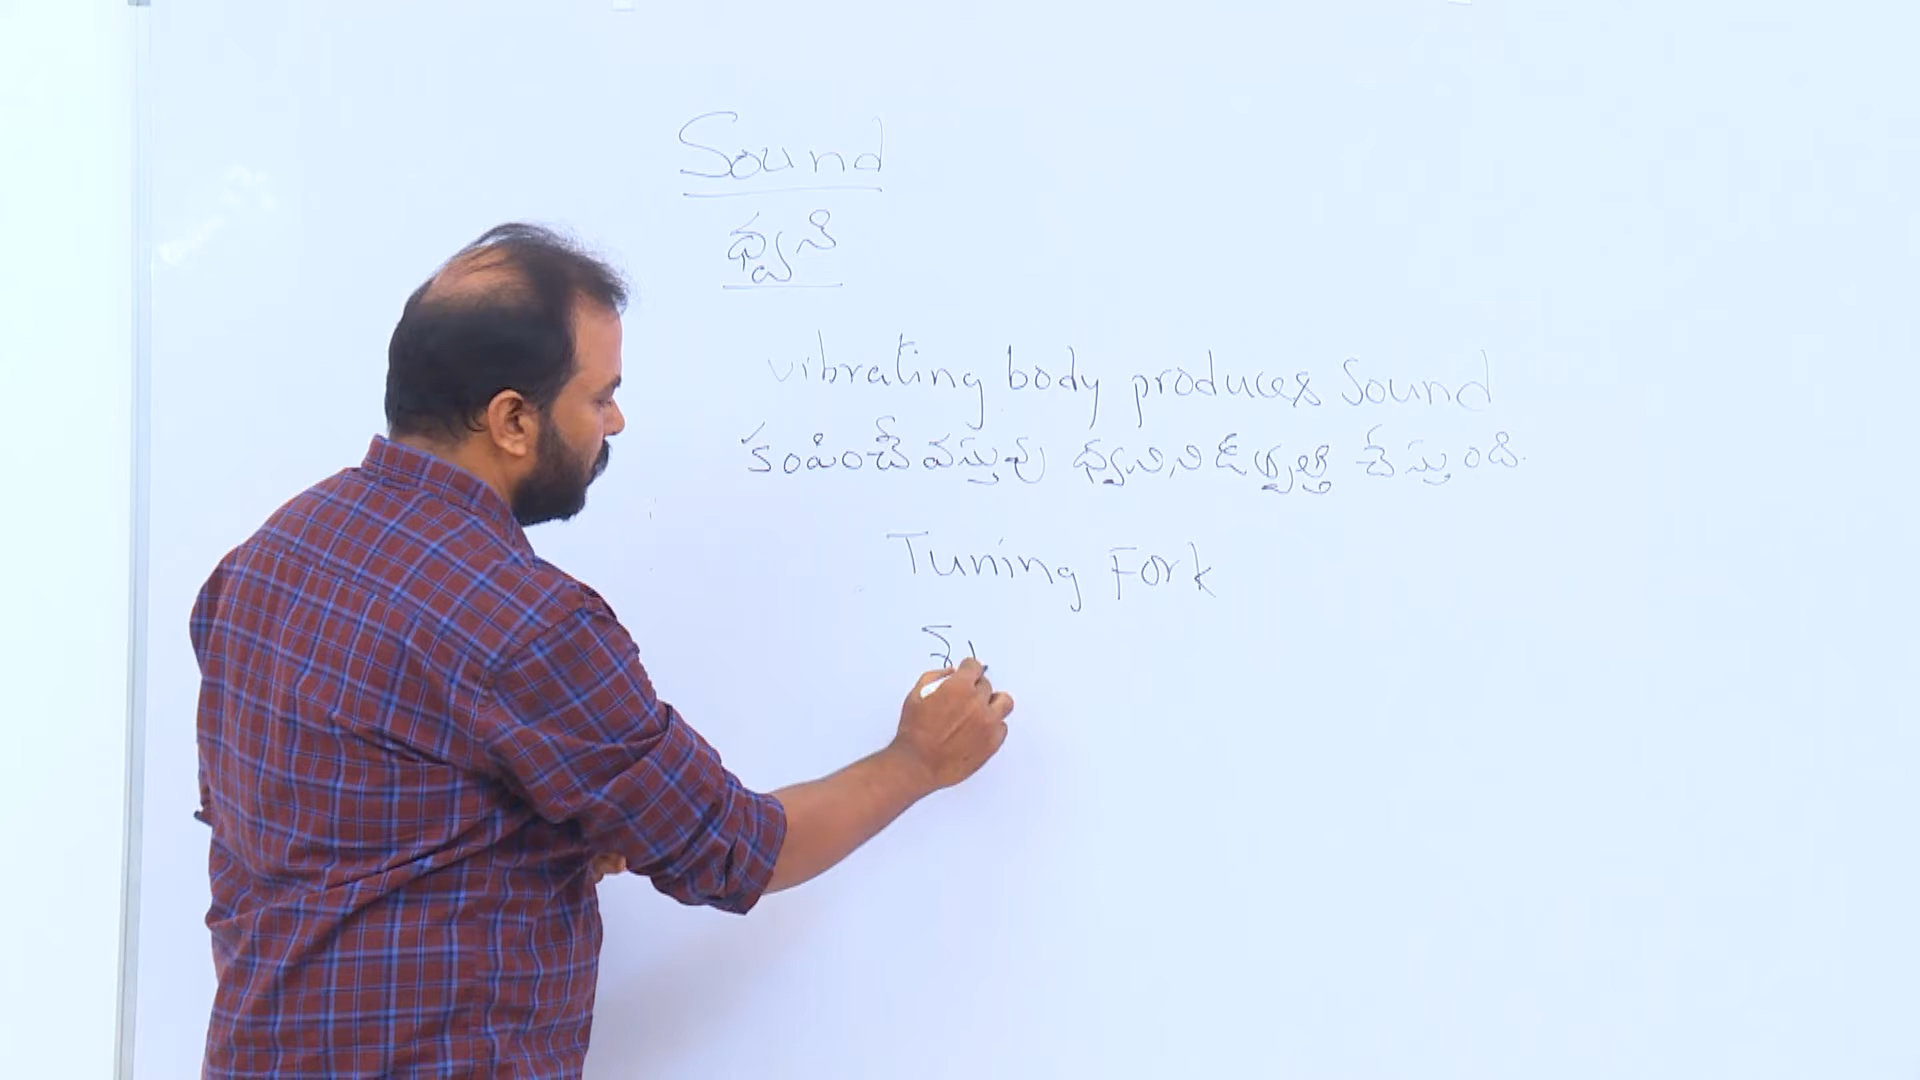 Sound
ధ్వని
vibrating body produces Sound
కంపించే వస్తువు ధ్వనిని ఉత్పత్తి చేస్తుంది.
Tuning Fork